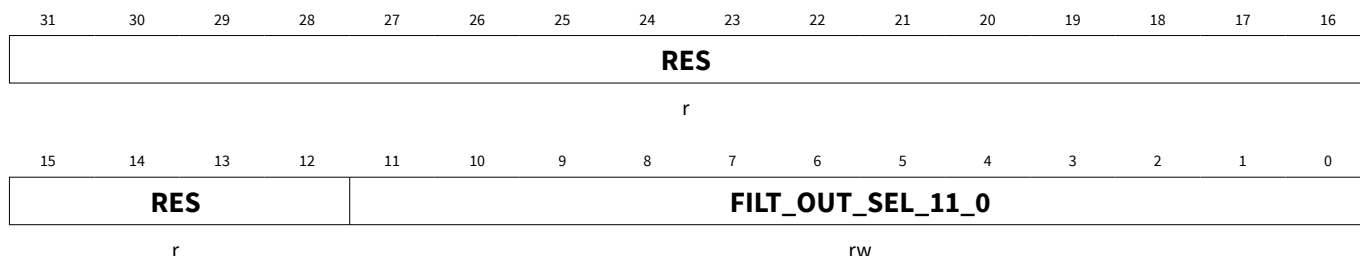 31 30 29 28 27 26 25 24 23 22 21 20 19 18 17 16
RES
r
15 14 13 12 11 10 9 8 7 6 5 4 3 2 1 0
RES FILT_OUT_SEL_11_0
r rw